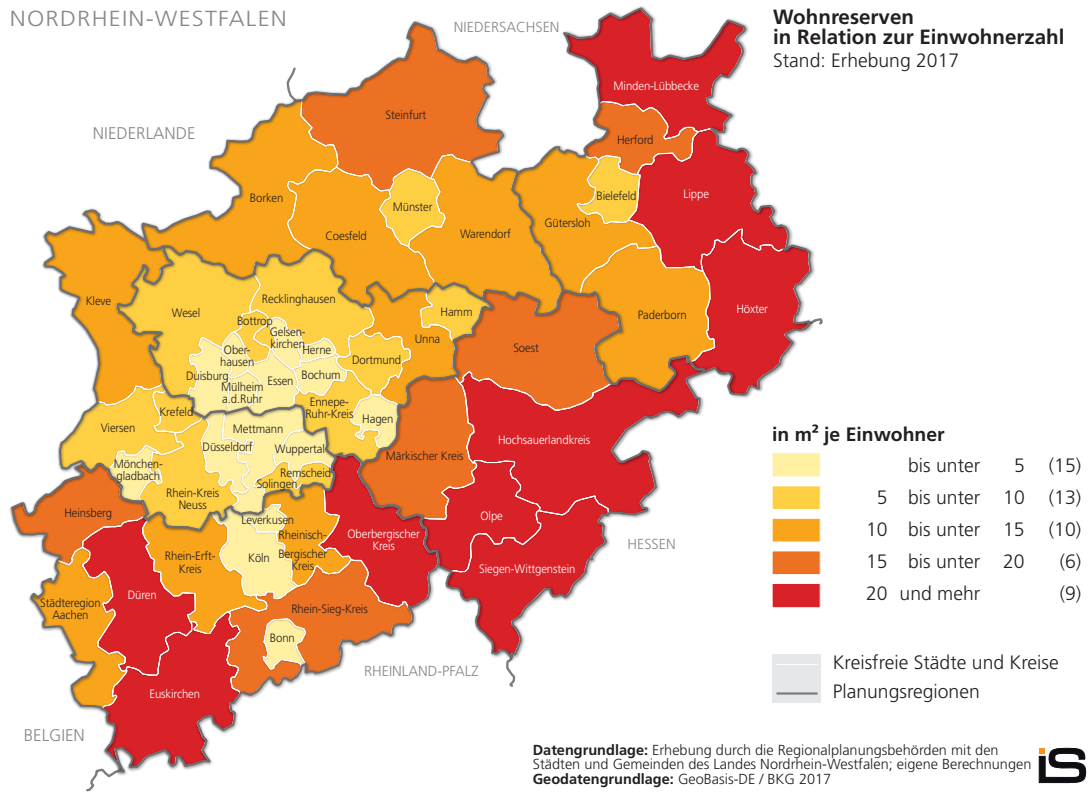 NORDRHEIN-WESTFALEN
NIEDERSACHSEN
Wohnreserven
in Relation zur Einwohnerzahl
Stand: Erhebung 2017
Minden-Lübbecke
Steinfurt
NIEDERLANDE
Herford
Borken
Münster
Bielefeld
Lippe
Coesfeld
Warendorf
Gütersloh
Kleve
Wesel
Recklinghausen
Bottrop
Hamm
Paderborn
Höxter
Gelsen-
kirchen
Herne
Unna
Soest
Ober-
hausen
Dortmund
Duisburg
Mülheim
a.d.Ruhr
Essen
Bochum
Krefeld
Ennepe-
Ruhr-Kreis
Hagen
Viersen
Mettmann
Düsseldorf
Wuppertal
Hochsauerlandkreis
Märkischer Kreis
Mönchen-
gladbach
Remscheid
Solingen
Rhein-Kreis
Neuss
Heinsberg
Leverkusen
Rheinisch-
Bergischer
Kreis
Oberbergischer
Kreis
Olpe
Köln
Rhein-Erft-
Kreis
HESSEN
Siegen-Wittgenstein
Düren
Städteregion
Aachen
Rhein-Sieg-Kreis
Bonn
RHEINLAND-PFALZ
Euskirchen
BELGIEN
in m² je Einwohner
bis unter 5 (15)
5 bis unter 10 (13)
10 bis unter 15 (10)
15 bis unter 20 (6)
20 und mehr (9)
Kreisfreie Städte und Kreise
Planungsregionen
Datengrundlage: Erhebung durch die Regionalplanungsbehörden mit den
Städten und Gemeinden des Landes Nordrhein-Westfalen; eigene Berechnungen
Geodatengrundlage: GeoBasis-DE / BKG 2017
iS